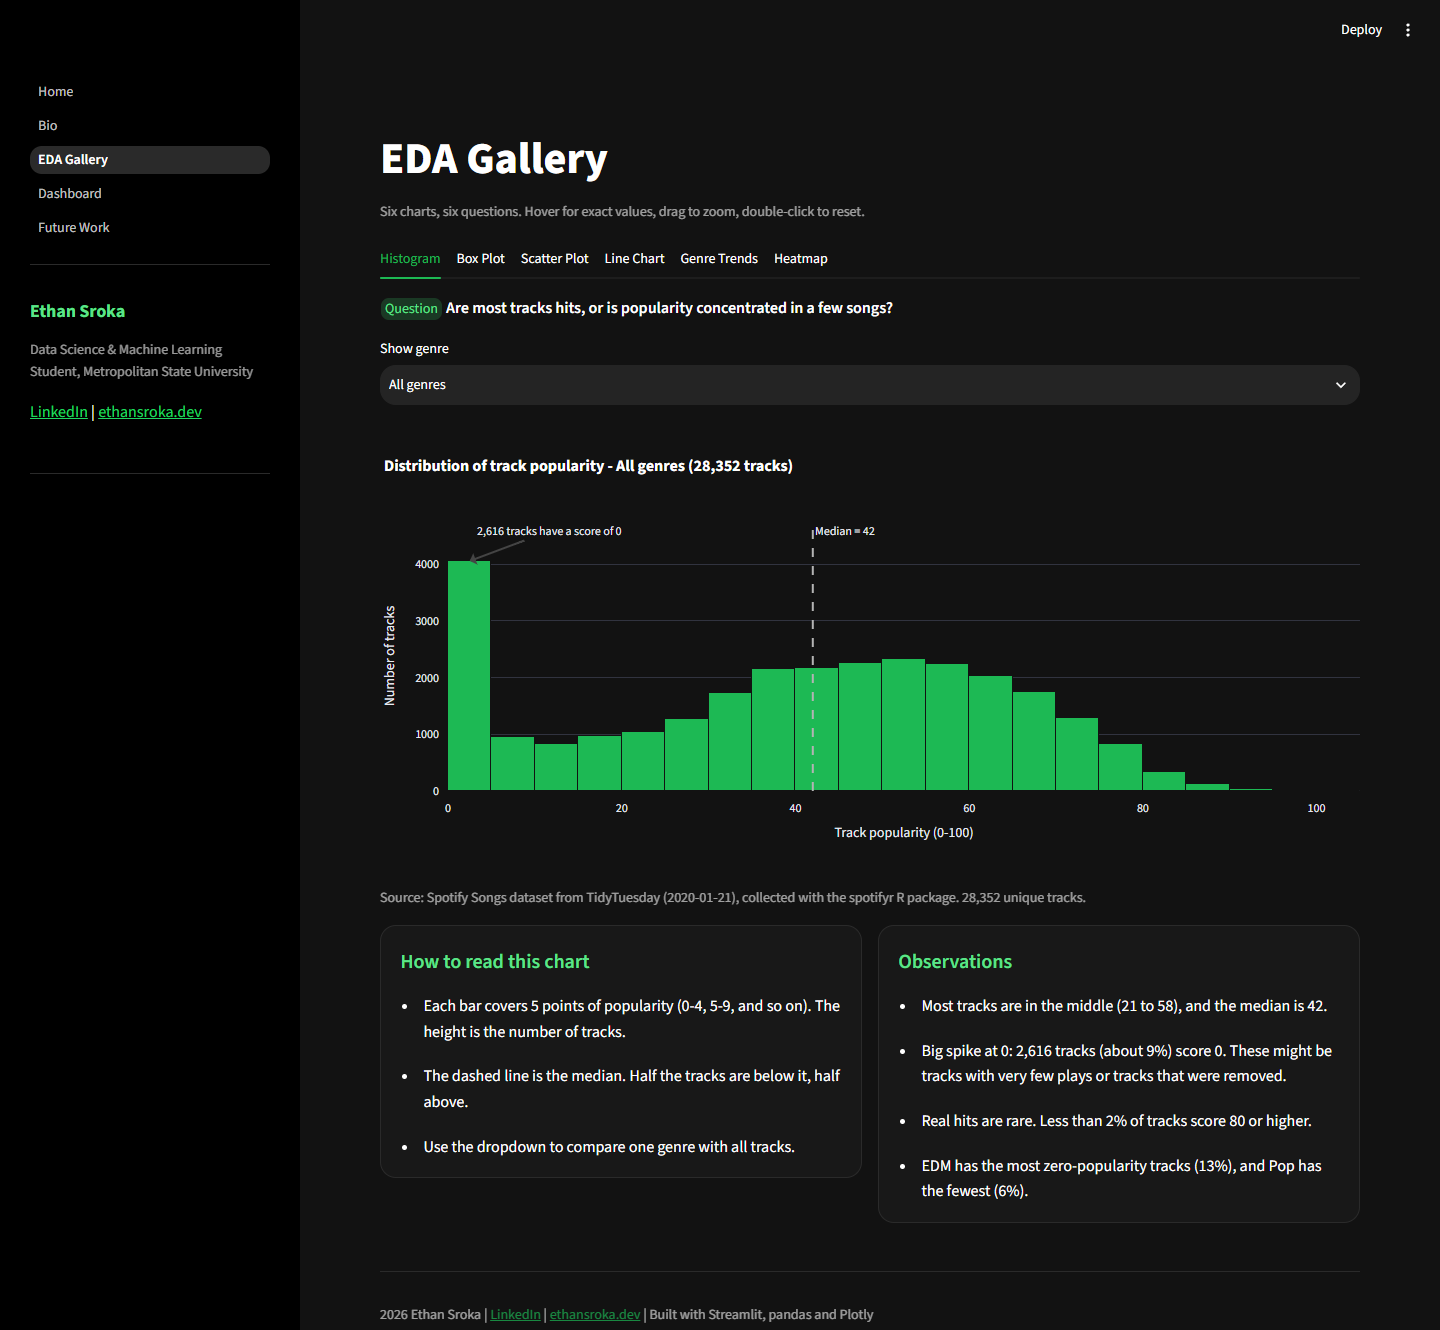 Deploy
Home
Bio
EDA Gallery
Dashboard
Future Work
Ethan Sroka
Data Science & Machine Learning
Student, Metropolitan State University
LinkedIn | ethansroka.dev
EDA Gallery
Six charts, six questions. Hover for exact values, drag to zoom, double-click to reset.
Histogram Box Plot Scatter Plot Line Chart Genre Trends Heatmap
Question Are most tracks hits, or is popularity concentrated in a few songs?
Show genre
All genres
Distribution of track popularity - All genres (28,352 tracks)
2,616 tracks have a score of 0
Median = 42
4000
3000
2000
1000
0
Number of tracks
0 20 40 60 80 100
Track popularity (0-100)
Source: Spotify Songs dataset from TidyTuesday (2020-01-21), collected with the spotifyr R package. 28,352 unique tracks.
How to read this chart
• Each bar covers 5 points of popularity (0-4, 5-9, and so on). The
height is the number of tracks.
• The dashed line is the median. Half the tracks are below it, half
above.
• Use the dropdown to compare one genre with all tracks.
Observations
• Most tracks are in the middle (21 to 58), and the median is 42.
• Big spike at 0: 2,616 tracks (about 9%) score 0. These might be
tracks with very few plays or tracks that were removed.
• Real hits are rare. Less than 2% of tracks score 80 or higher.
• EDM has the most zero-popularity tracks (13%), and Pop has
the fewest (6%).
2026 Ethan Sroka | LinkedIn | ethansroka.dev | Built with Streamlit, pandas and Plotly